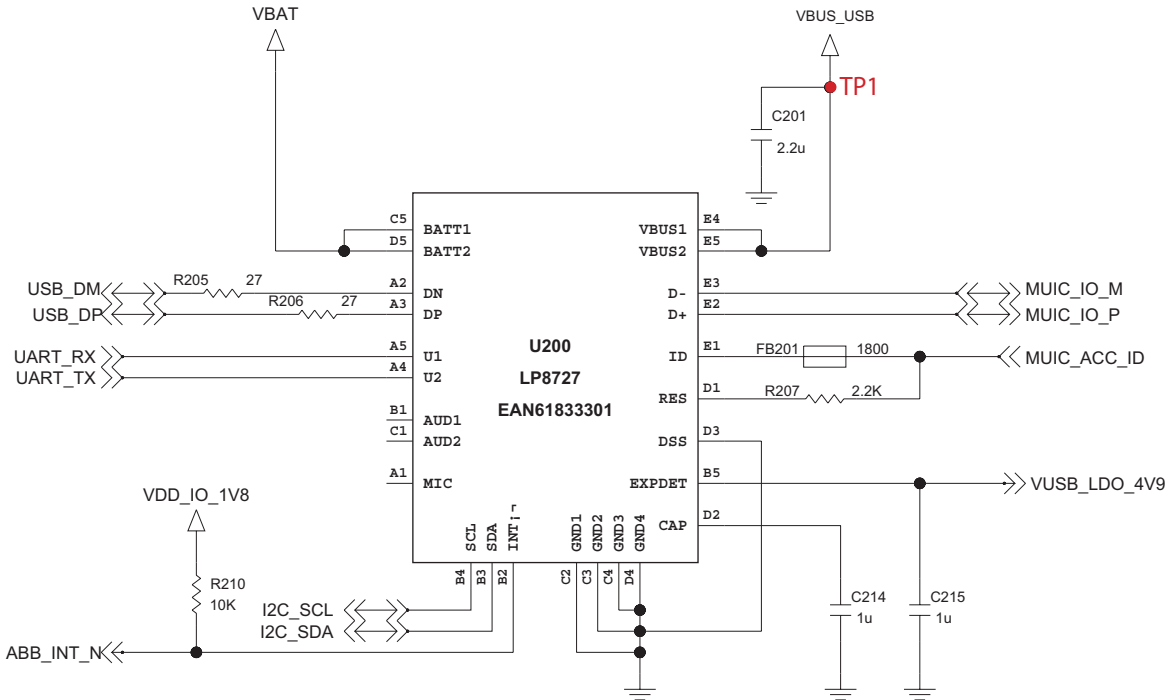 VBAT
VBUS_USB
TP1
C201
2.2u
C5
BATT1
D5
BATT2
E4
VBUS1
E5
VBUS2
USB_DM
R205
27
A2
DN
USB_DP
R206
27
A3
DP
E3
D-
MUIC_IO_M
E2
D+
MUIC_IO_P
UART_RX
A5
U1
UART_TX
A4
U2
U200
LP8727
EAN61833301
E1
ID
FB201
1800
MUIC_ACC_ID
D1
RES
R207
2.2K
B1
AUD1
C1
AUD2
D3
DSS
A1
MIC
B5
EXPDET
VUSB_LDO_4V9
D2
CAP
VDD_IO_1V8
SCL
SDA
INT¡¬
GND1
GND2
GND3
GND4
B4
B3
B2
C2
C3
C4
D4
R210
10K
I2C_SCL
I2C_SDA
ABB_INT_N
C214
1u
C215
1u